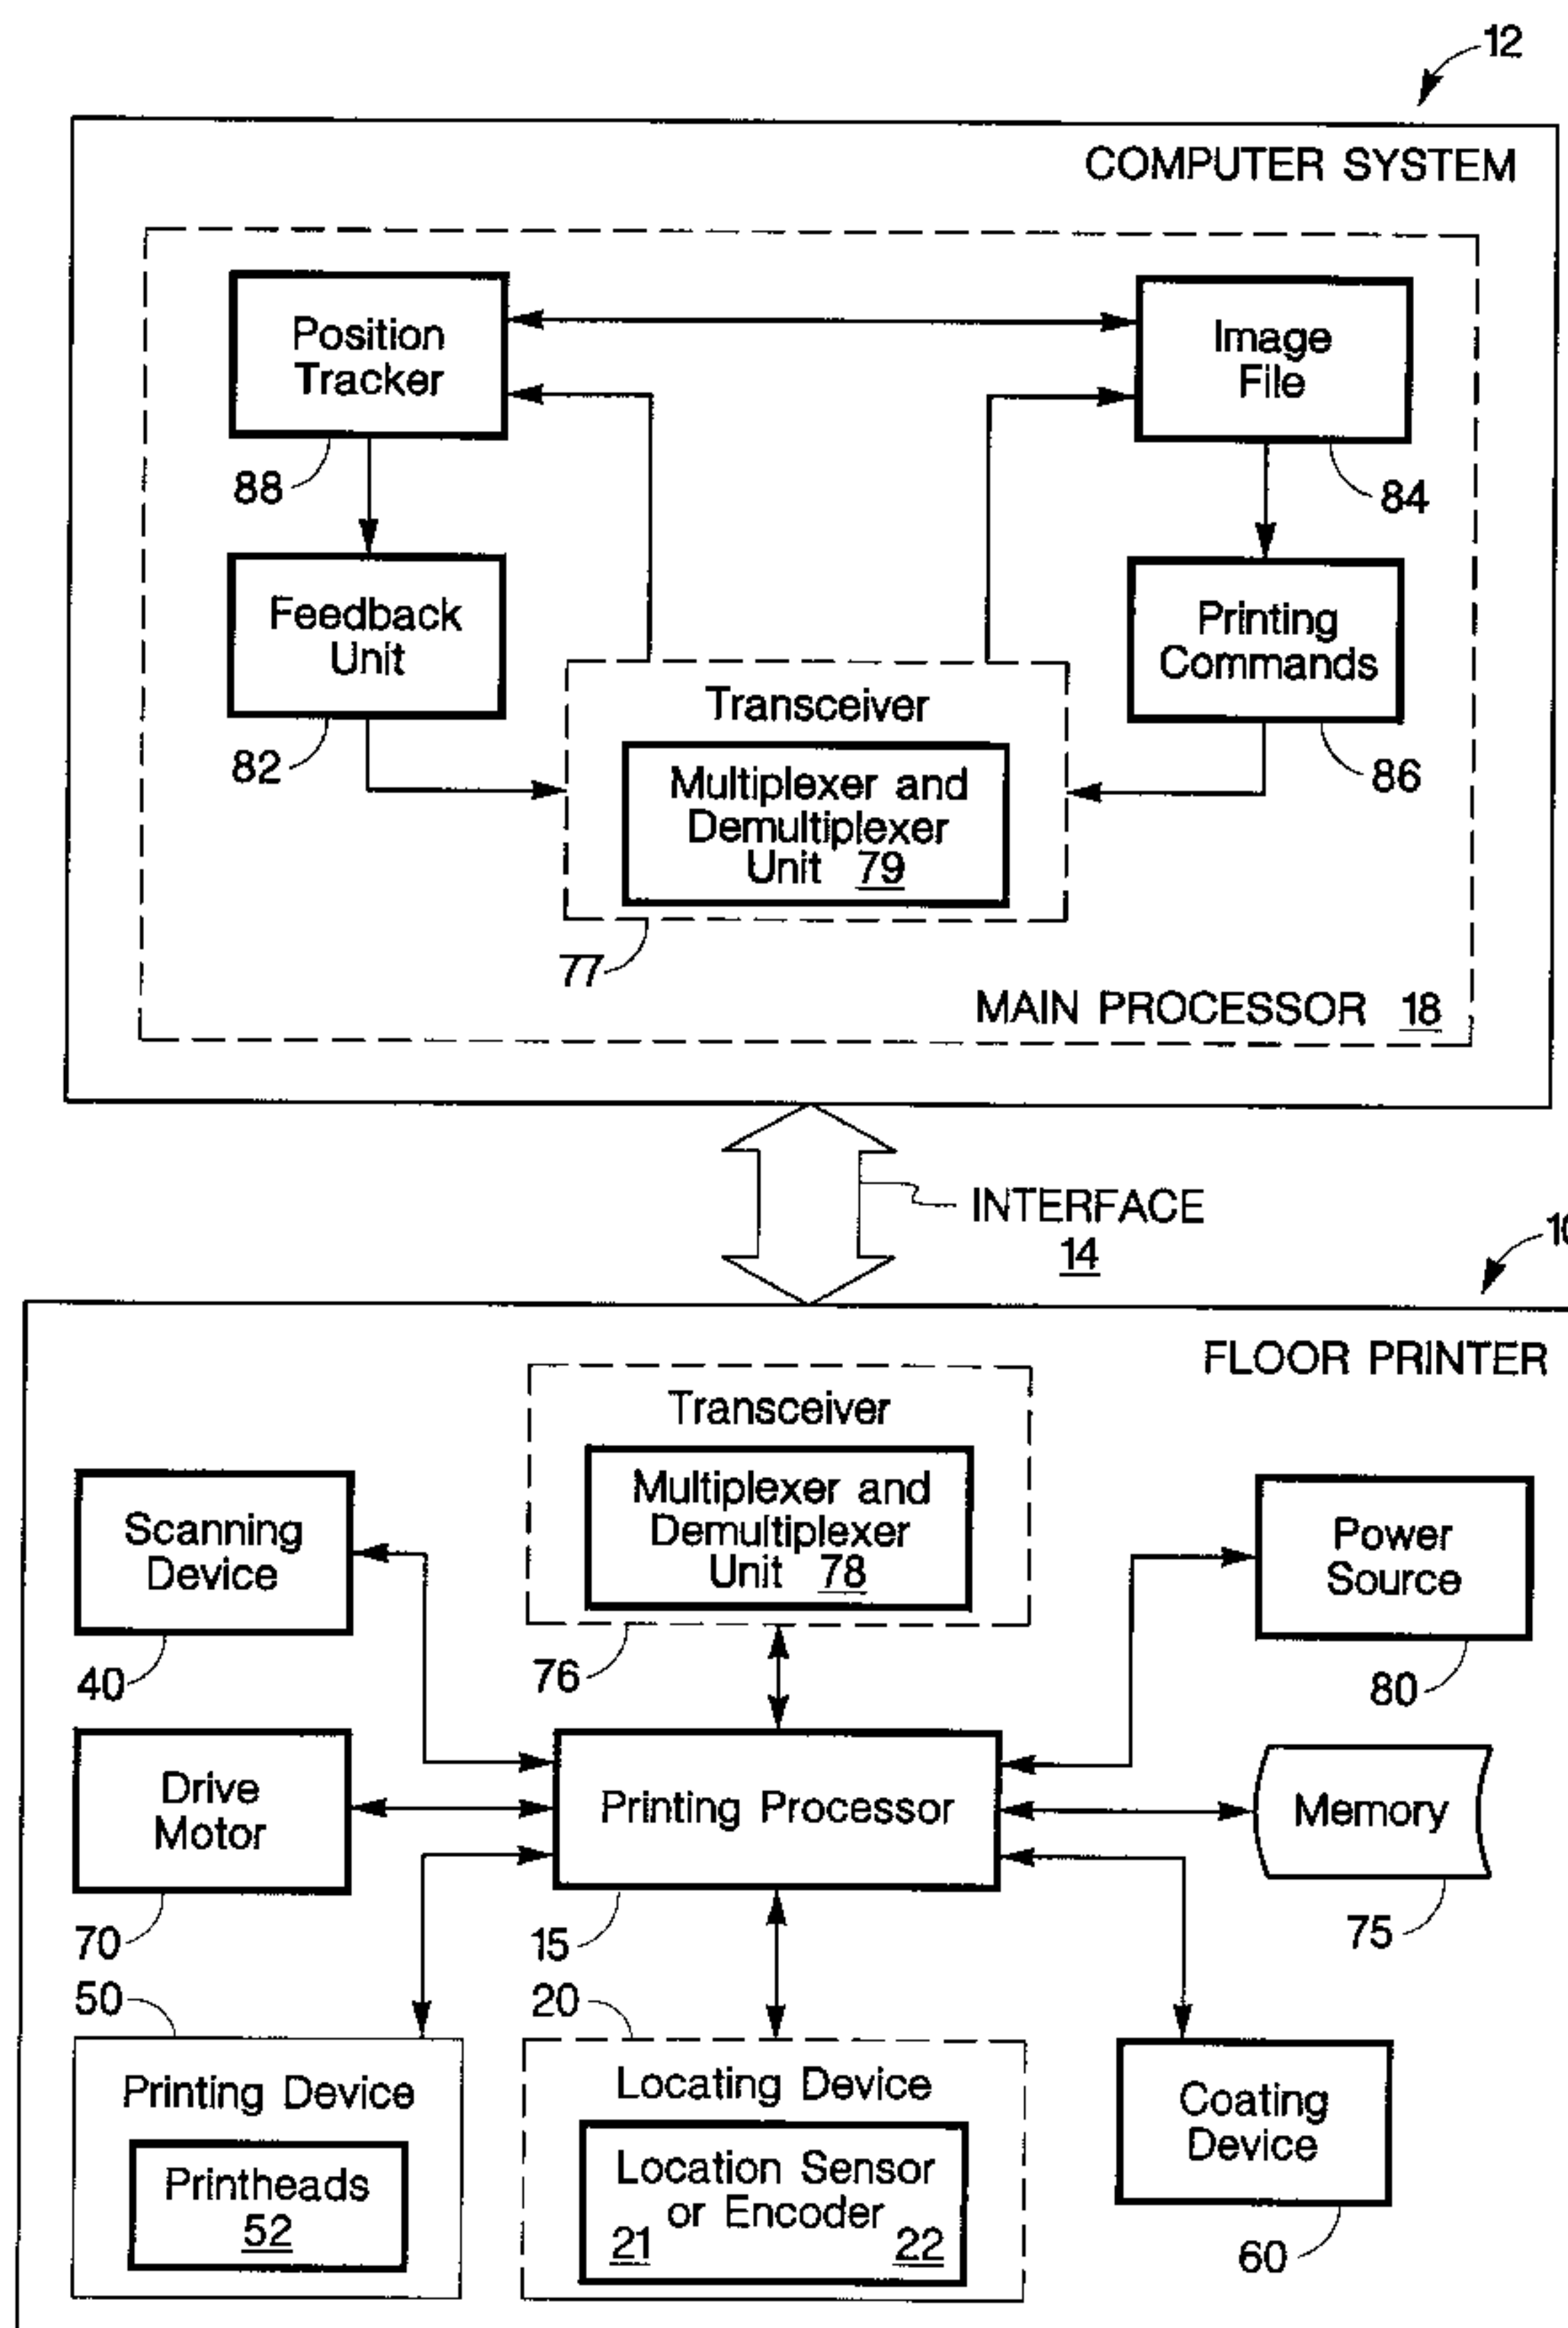 12
COMPUTER SYSTEM
Position
Tracker
88
Image
File
84
Feedback
Unit
82
Printing
Commands
86
Transceiver
Multiplexer and
Demultiplexer
Unit 79
77
MAIN PROCESSOR 18
INTERFACE
14
10
FLOOR PRINTER
Transceiver
Multiplexer and
Demultiplexer
Unit 78
76
Scanning
Device
40
Power
Source
80
Drive
Motor
70
Printing Processor
15
Memory
75
50
Printing Device
Printheads
52
20
Locating Device
Location Sensor
or Encoder
21 22
Coating
Device
60